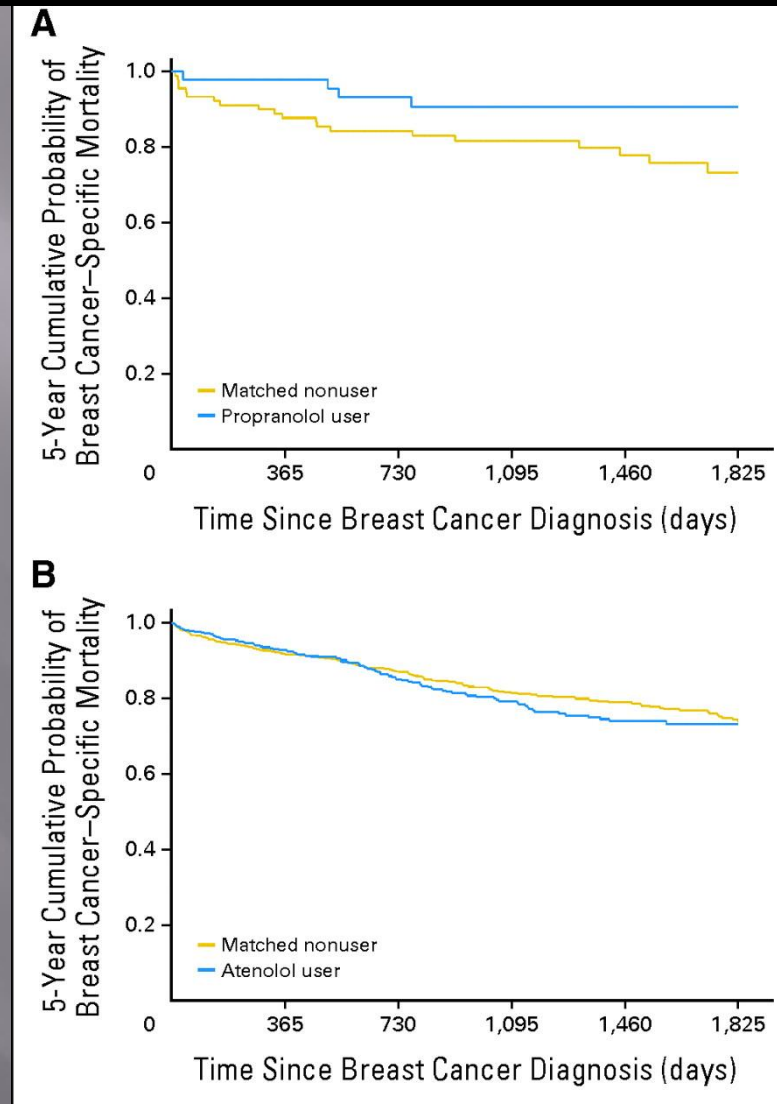 A
5-Year Cumulative Probability of
Breast Cancer–Specific Mortality
1.0
0.8
0.6
0.4
0.2
Matched nonuser
Propranolol user
0 365 730 1,095 1,460 1,825
Time Since Breast Cancer Diagnosis (days)
B
5-Year Cumulative Probability of
Breast Cancer–Specific Mortality
1.0
0.8
0.6
0.4
0.2
Matched nonuser
Atenolol user
0 365 730 1,095 1,460 1,825
Time Since Breast Cancer Diagnosis (days)